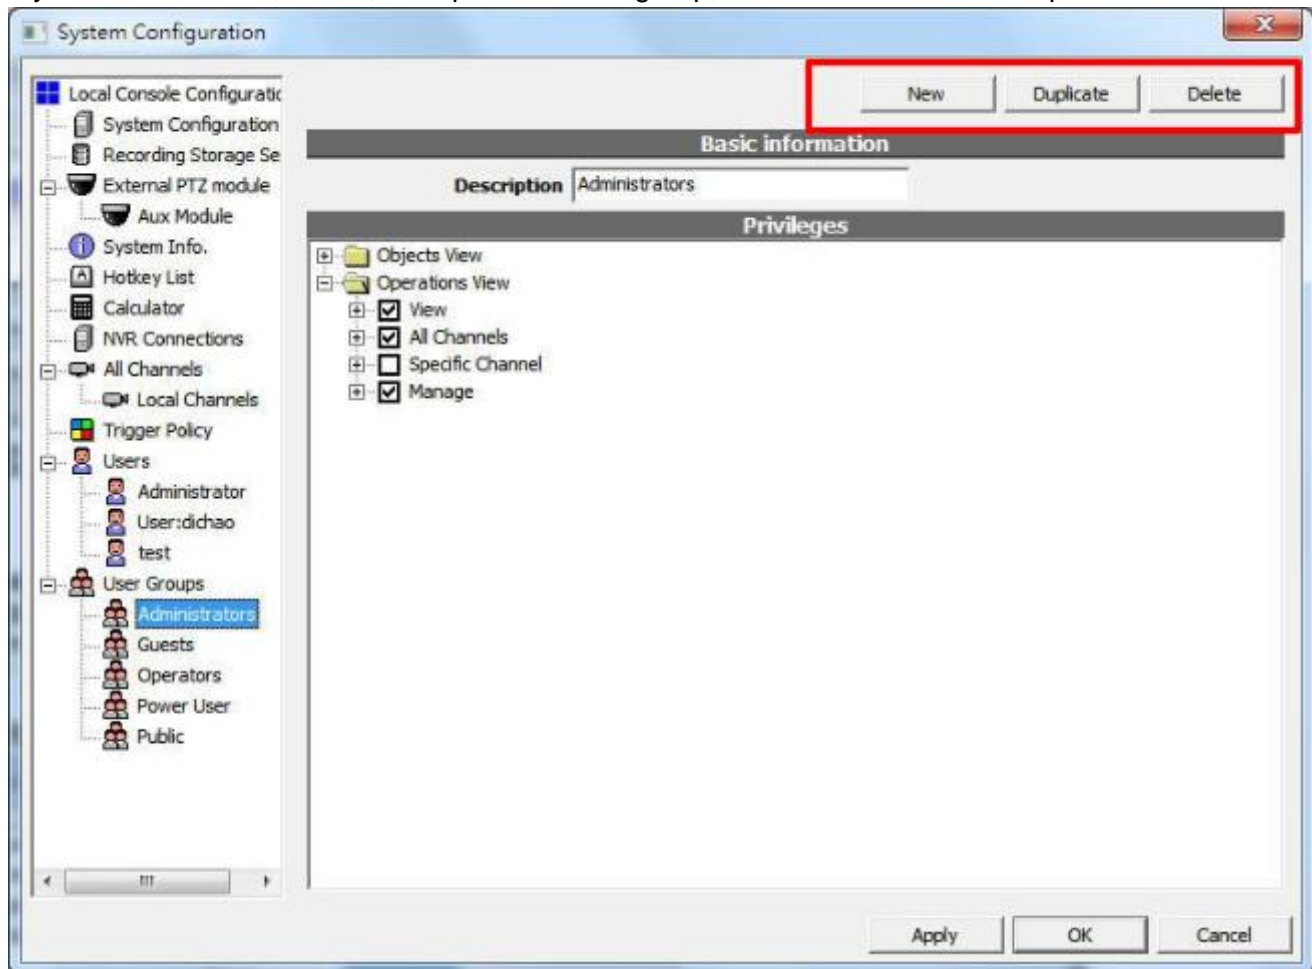 System Configuration
New Duplicate Delete
Local Console Configuratic
System Configuration
Recording Storage Se
External PTZ module
Aux Module
System Info.
Hotkey List
Calculator
NVR Connections
All Channels
Local Channels
Trigger Policy
Users
Administrator
User:dichao
test
User Groups
Administrators
Guests
Operators
Power User
Public
Basic information
Description Administrators
Privileges
Objects View
Operations View
View
All Channels
Specific Channel
Manage
Apply OK Cancel